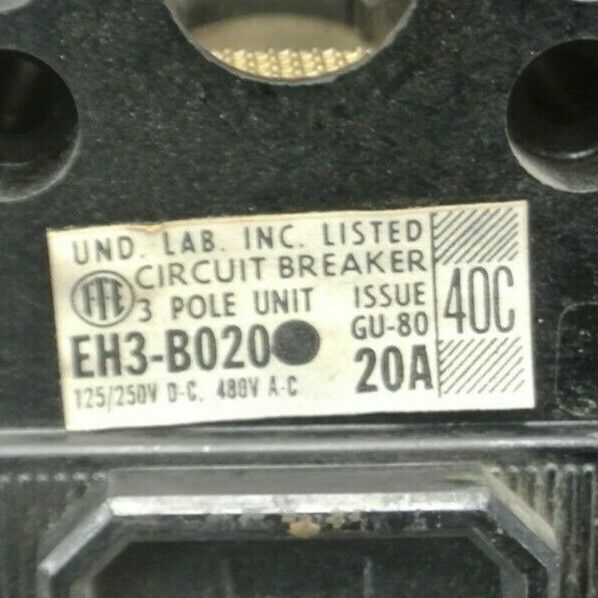 UND. LAB. INC. LISTED
ITE CIRCUIT BREAKER
3 POLE UNIT ISSUE
GU-80
EH3-B020 20A
125/250V D-C. 480V A-C
40C